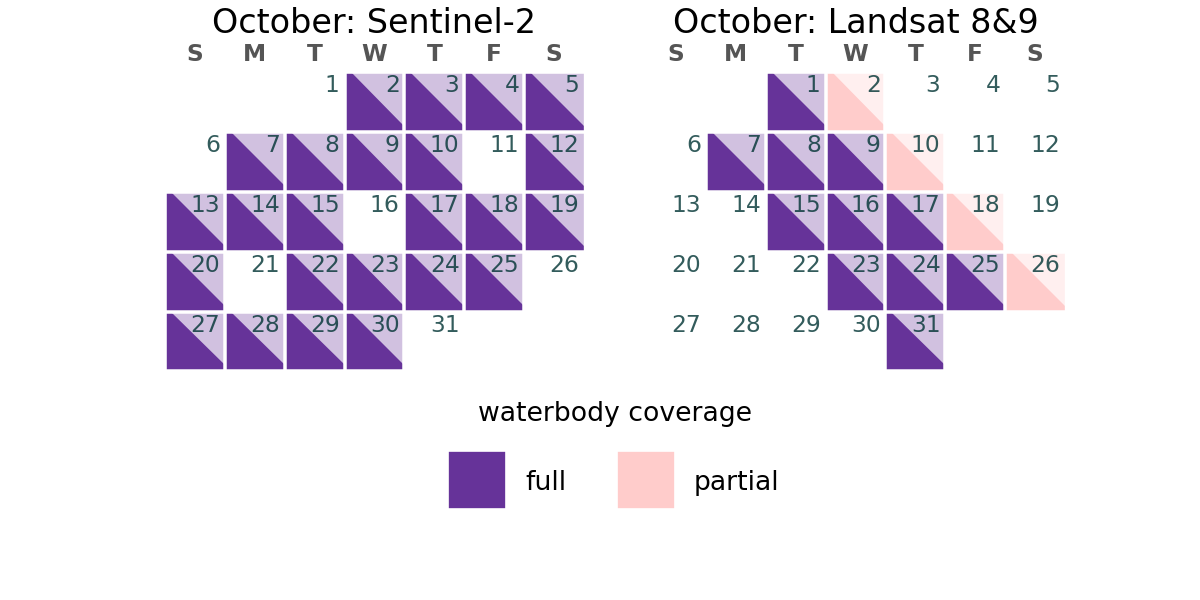 October: Sentinel-2
S M T W T F S
1 2 3 4 5
6 7 8 9 10 11 12
13 14 15 16 17 18 19
20 21 22 23 24 25 26
27 28 29 30 31
October: Landsat 8&9
S M T W T F S
1 2 3 4 5
6 7 8 9 10 11 12
13 14 15 16 17 18 19
20 21 22 23 24 25 26
27 28 29 30 31
waterbody coverage
full partial